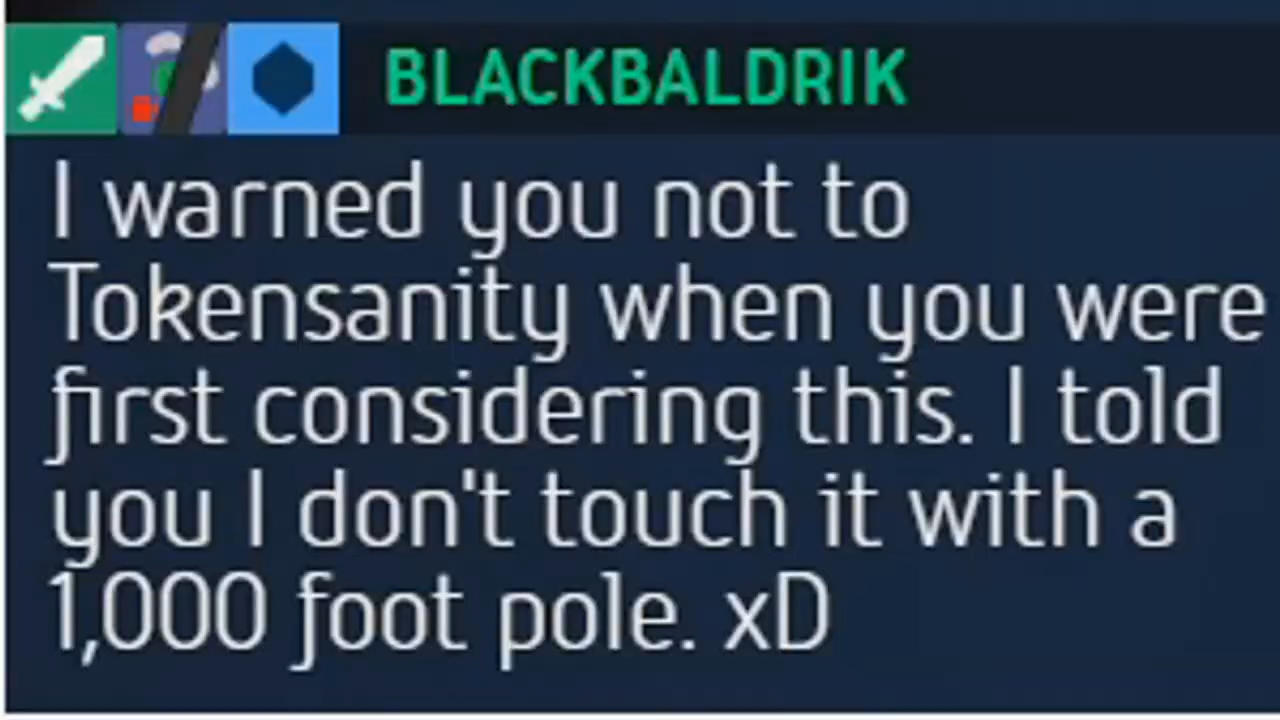 BLACKBALDRIK
I warned you not to
Tokensanity when you were
first considering this. I told
you I don't touch it with a
1,000 foot pole. xD